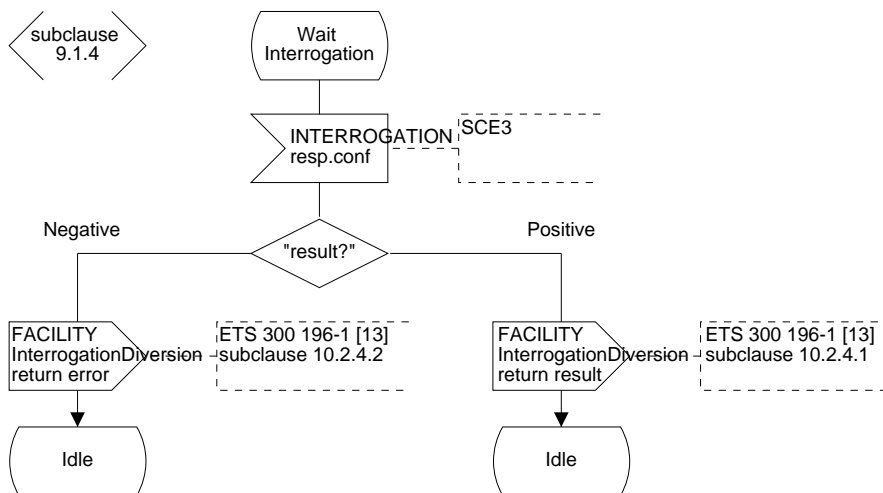 subclause
9.1.4
Wait
Interrogation
INTERROGATION
resp.conf
SCE3
Negative
"result?"
Positive
FACILITY
InterrogationDiversion
return error
ETS 300 196-1 [13]
subclause 10.2.4.2
FACILITY
InterrogationDiversion
return result
ETS 300 196-1 [13]
subclause 10.2.4.1
Idle
Idle